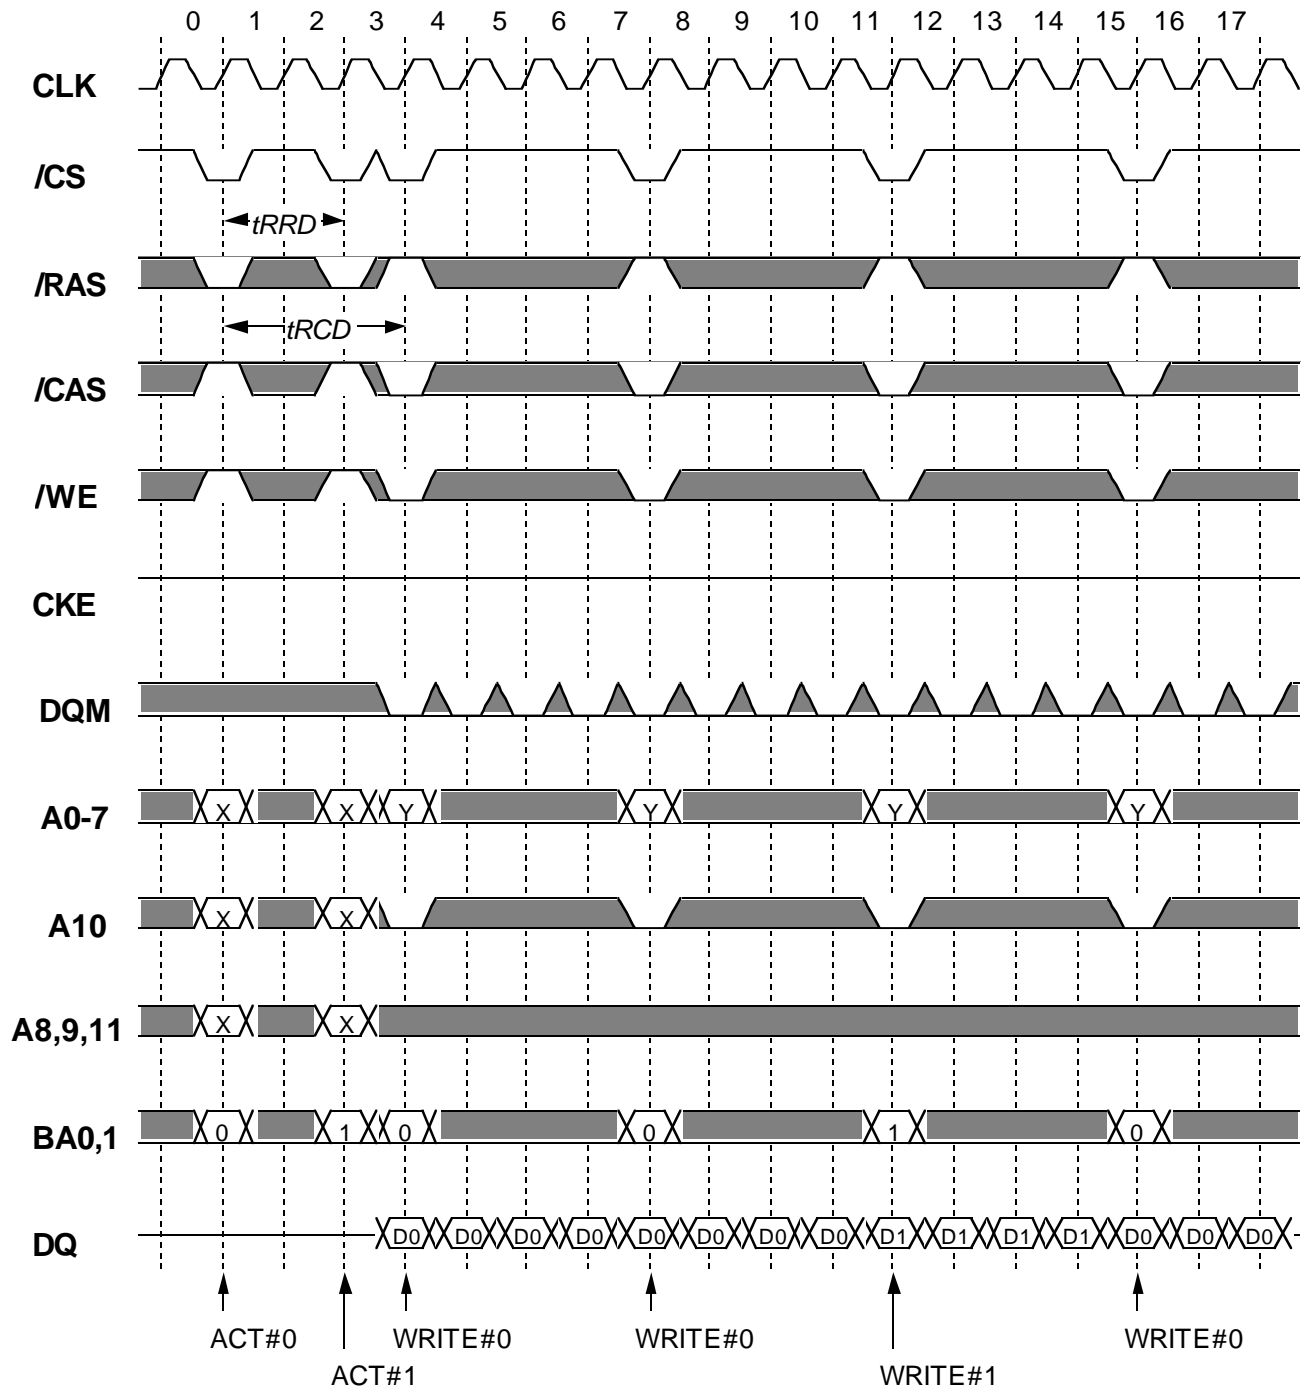 0 1 2 3 4 5 6 7 8 9 10 11 12 13 14 15 16 17
CLK
/CS
tRRD
/RAS
tRCD
/CAS
/WE
CKE
DQM
A0-7 X X Y Y Y Y
A10 X X
A8,9,11 X X
BA0,1 0 1 0 0 1 0
DQ D0 D0 D0 D0 D0 D0 D0 D0 D1 D1 D1 D1 D0 D0 D0
ACT#0 WRITE#0 WRITE#0 WRITE#0
ACT#1 WRITE#1